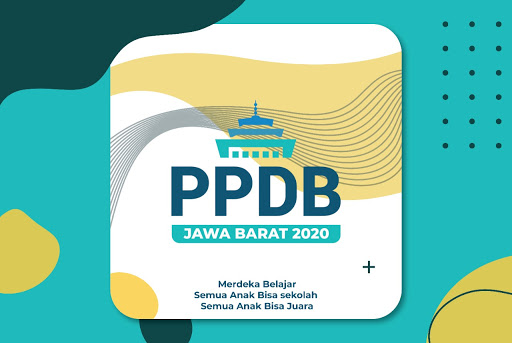 PPDB
JAWA BARAT 2020
Merdeka Belajar
Semua Anak Bisa sekolah
Semua Anak Bisa Juara